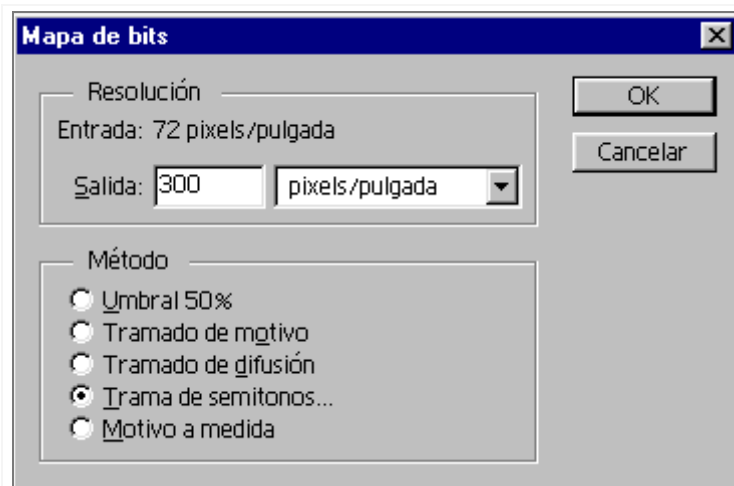 Mapa de bits
Resolución
Entrada: 72 pixels/pulgada
Salida: 300 pixels/pulgada
OK
Cancelar
Método
Umbral 50%
Tramado de motivo
Tramado de difusión
Trama de semitonos...
Motivo a medida